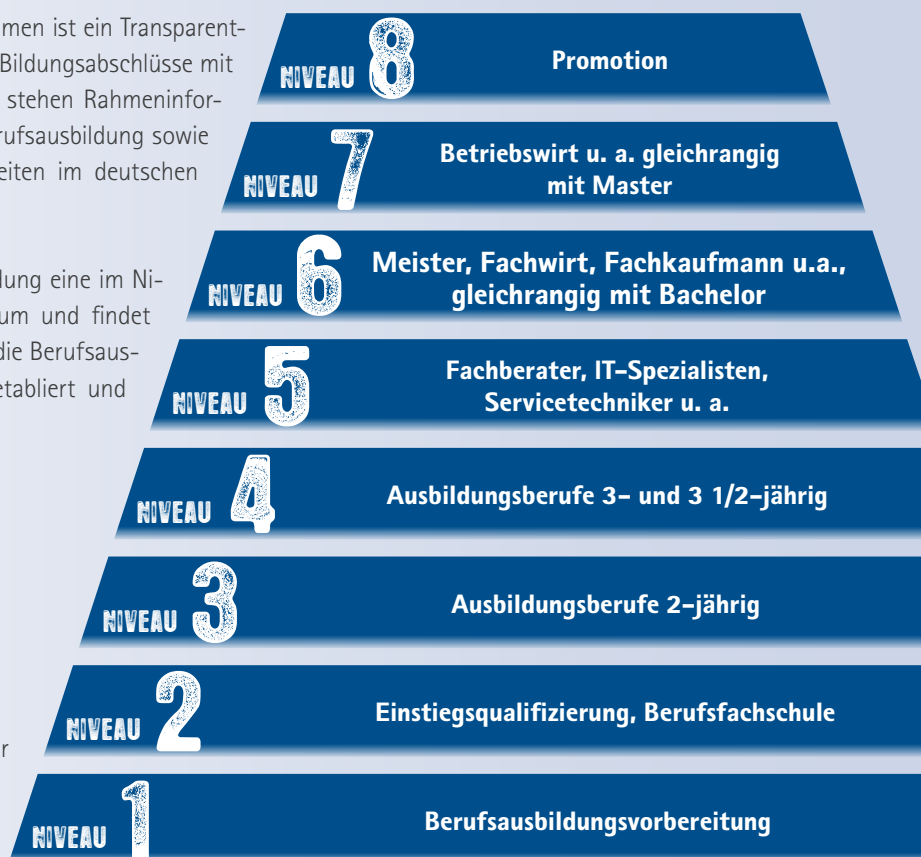 men ist ein Transparent-
Bildungsabschlüsse mit
stehen Rahmeninfor-
rufsausbildung sowie
eiten im deutschen
dung eine im Ni-
um und findet
die Berufsaus-
etabliert und
r
NIVEAU 8 Promotion
NIVEAU 7 Betriebswirt u. a. gleichrangig
mit Master
NIVEAU 6 Meister, Fachwirt, Fachkaufmann u.a.,
gleichrangig mit Bachelor
NIVEAU 5 Fachberater, IT-Spezialisten,
Servicetechniker u. a.
NIVEAU 4 Ausbildungsberufe 3- und 3 1/2-jährig
NIVEAU 3 Ausbildungsberufe 2-jährig
NIVEAU 2 Einstiegsqualifizierung, Berufsfachschule
NIVEAU 1 Berufsausbildungsvorbereitung